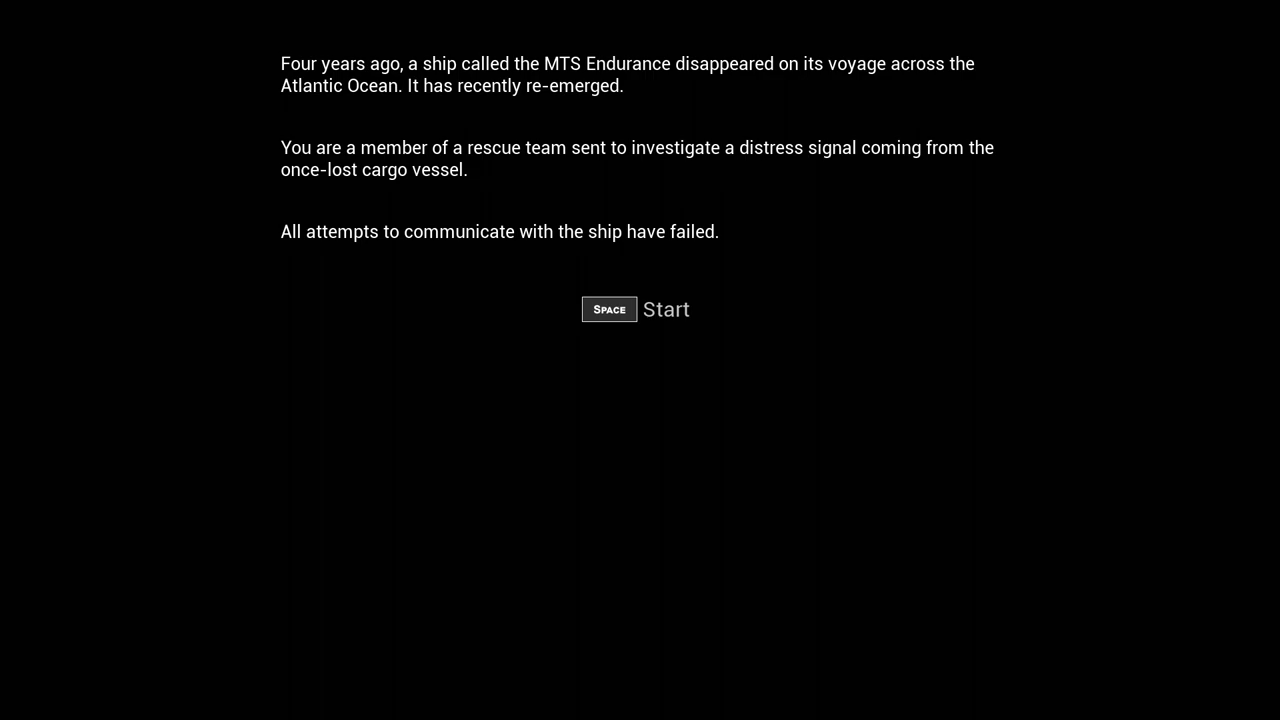 Four years ago, a ship called the MTS Endurance disappeared on its voyage across the
Atlantic Ocean. It has recently re-emerged.
You are a member of a rescue team sent to investigate a distress signal coming from the
once-lost cargo vessel.
All attempts to communicate with the ship have failed.
SPACE Start